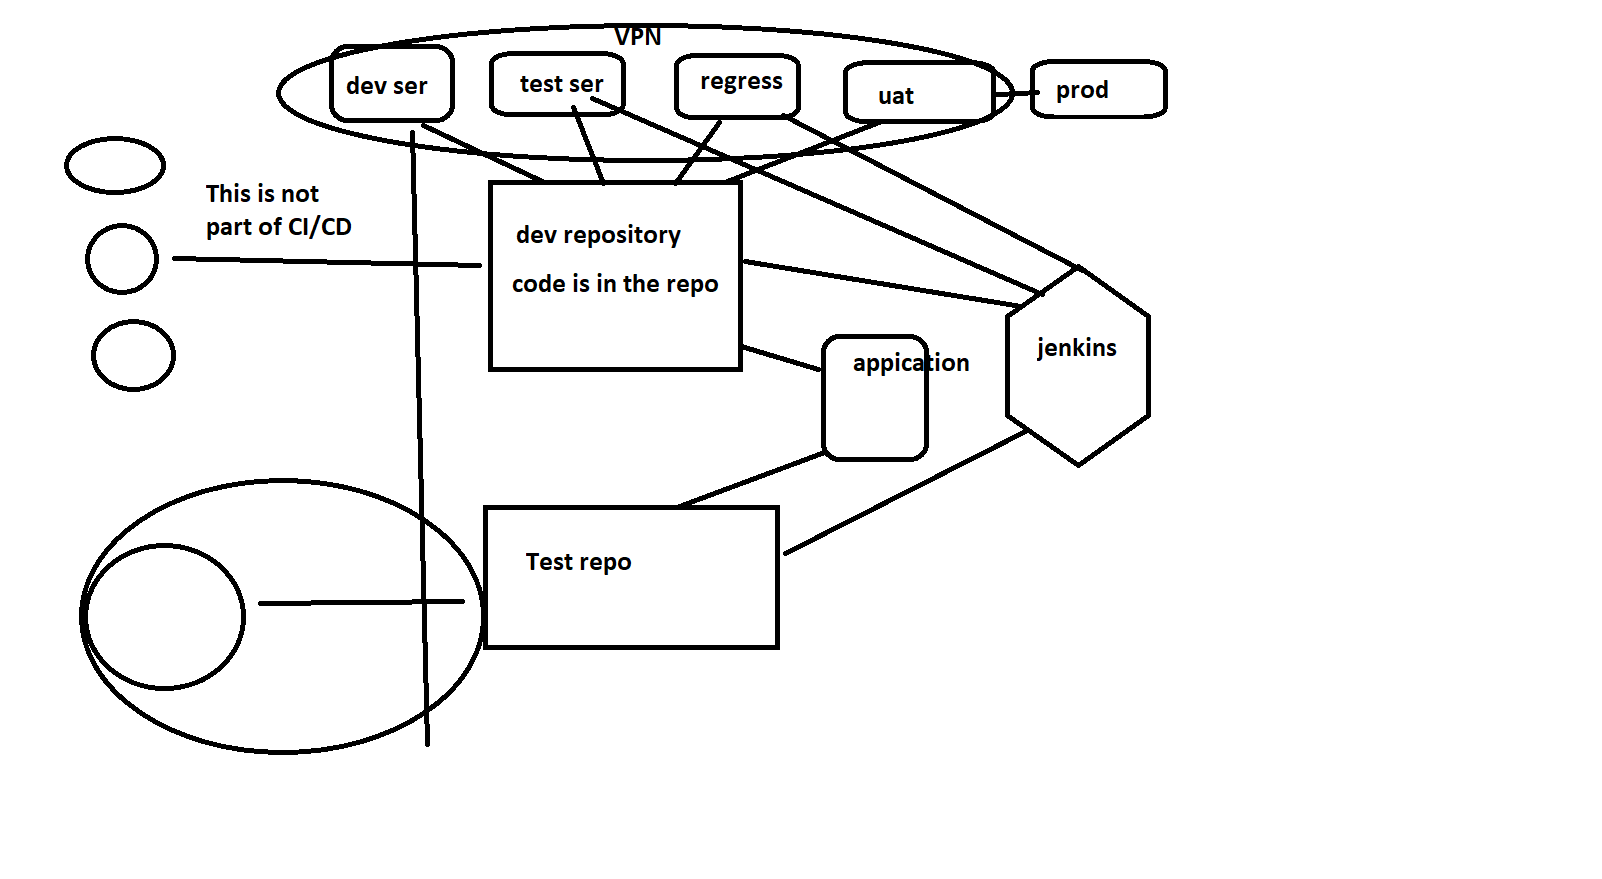 VPN
dev ser
test ser
regress
uat
prod
This is not
part of CI/CD
dev repository
code is in the repo
appication
jenkins
Test repo